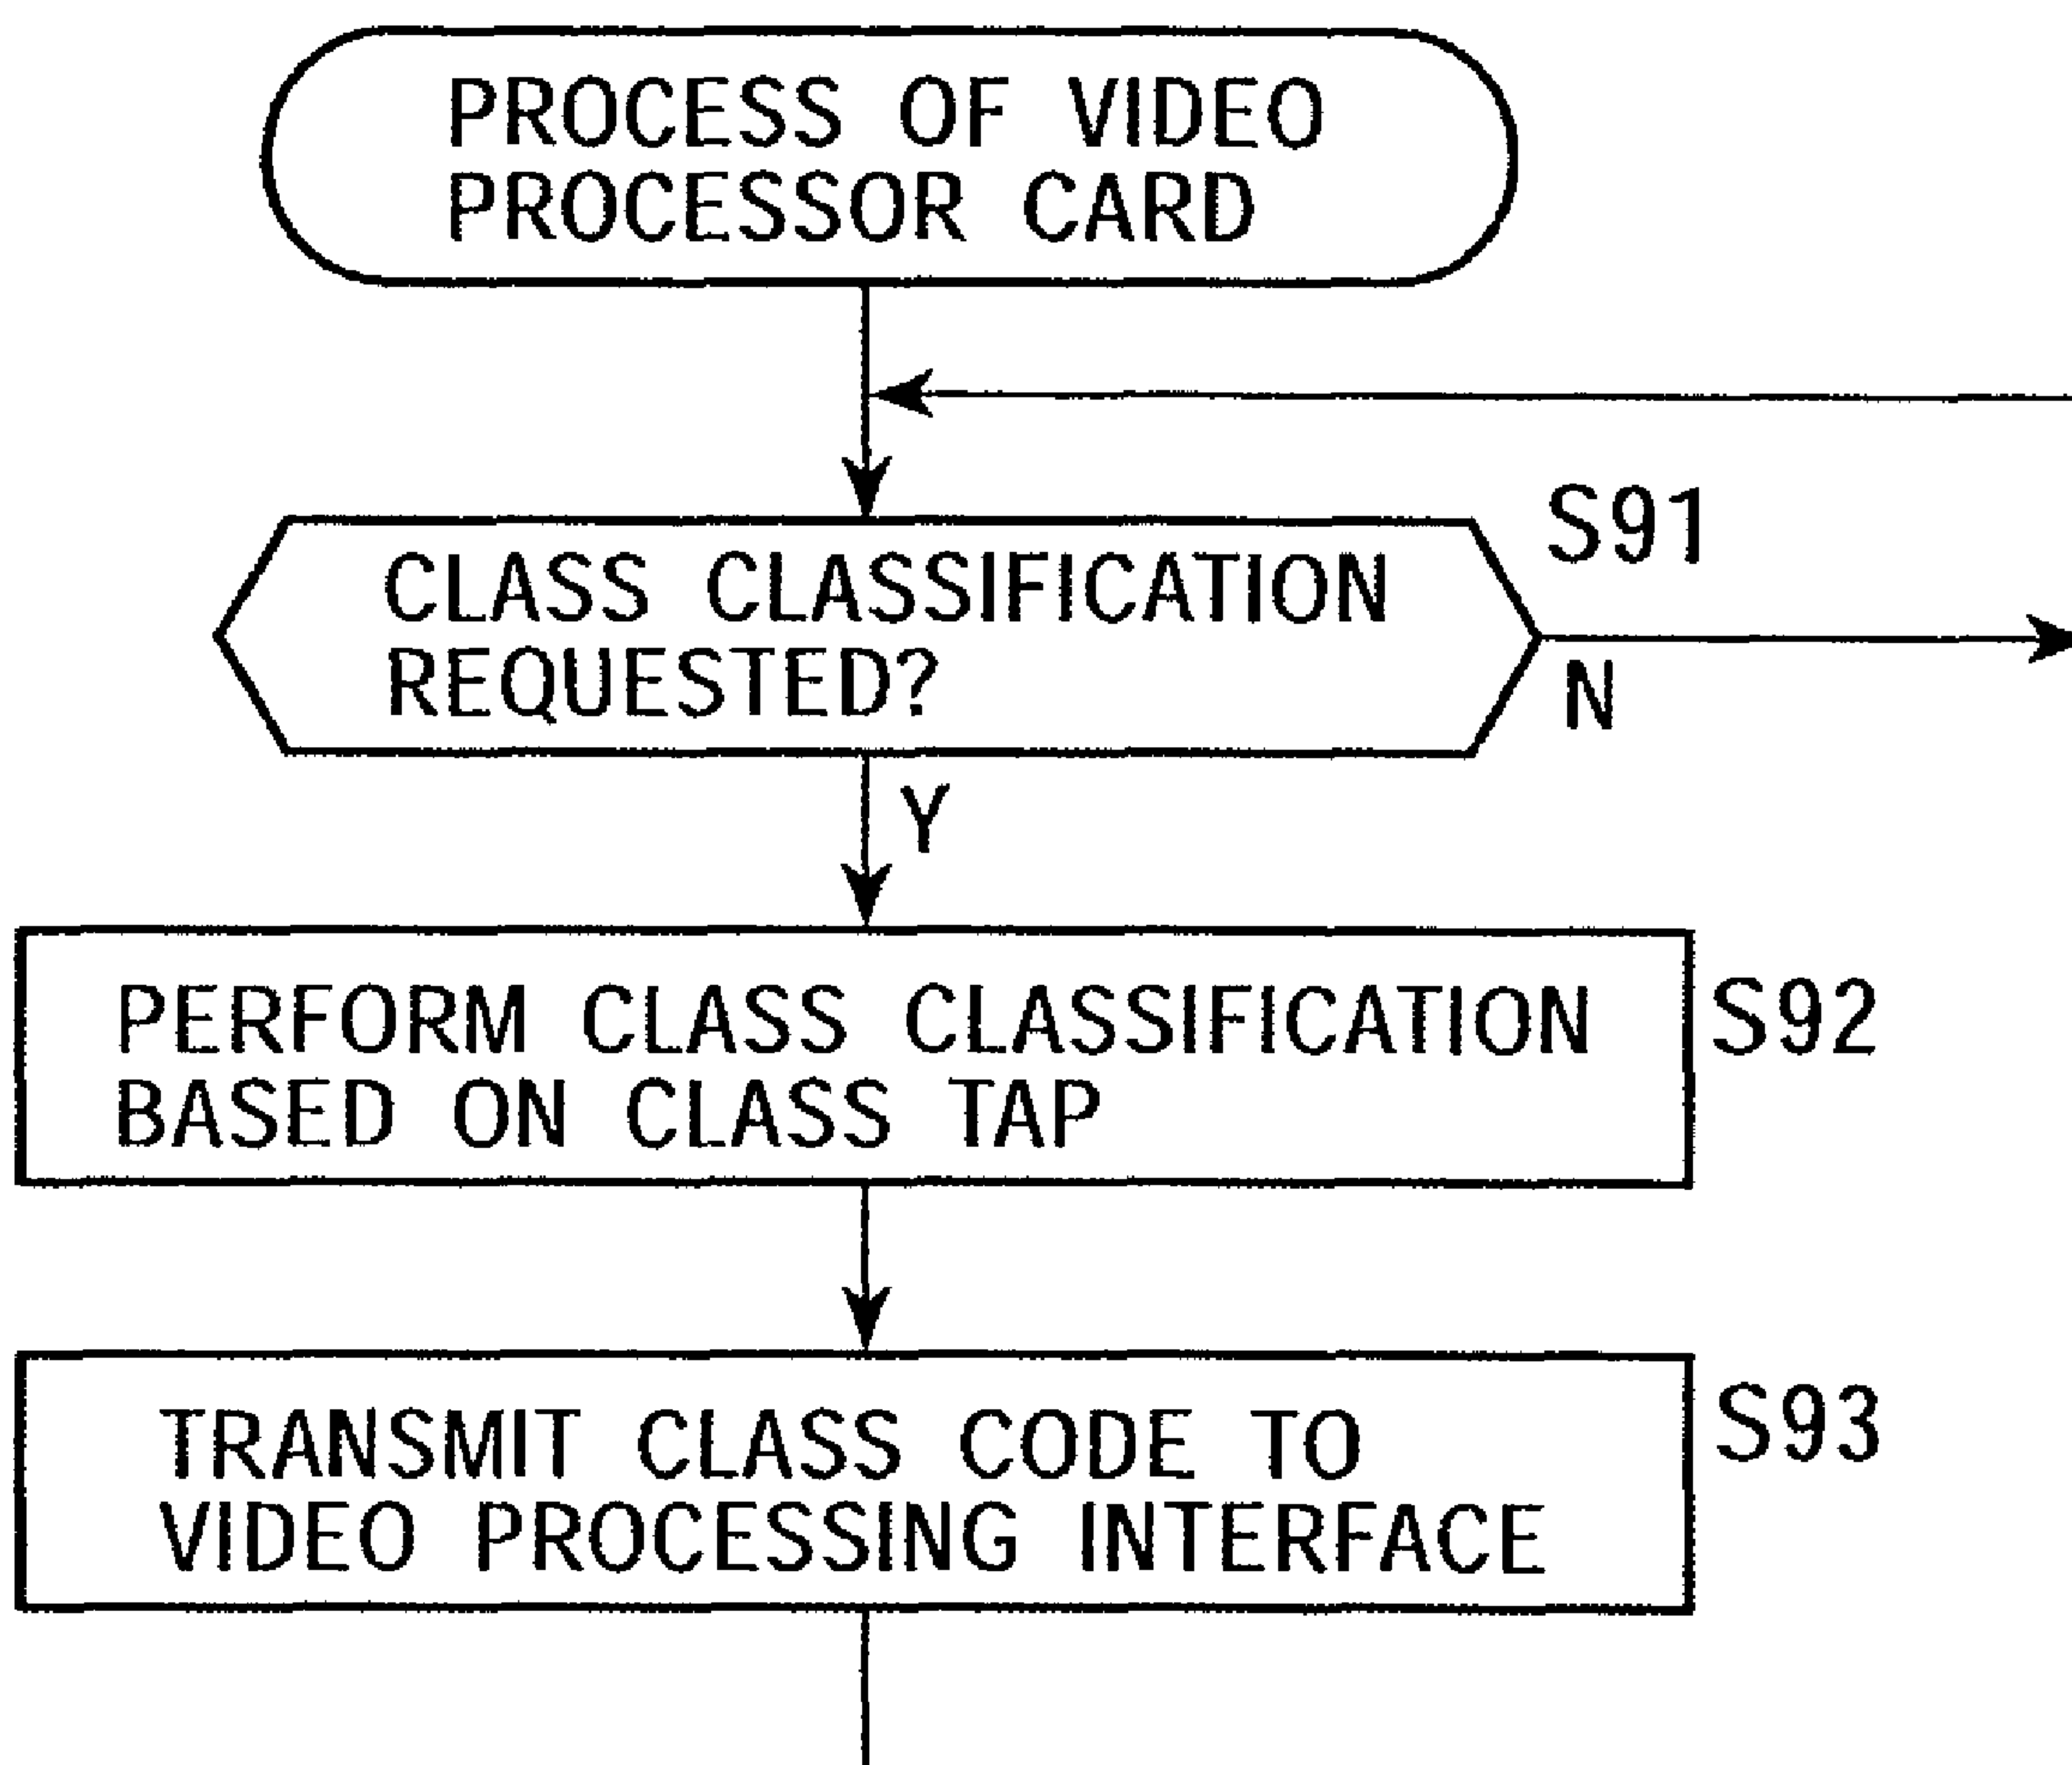 PROCESS OF VIDEO
PROCESSOR CARD
S91
CLASS CLASSIFICATION
REQUESTED?
N
Y
PERFORM CLASS CLASSIFICATION
BASED ON CLASS TAP
S92
TRANSMIT CLASS CODE TO
VIDEO PROCESSING INTERFACE
S93